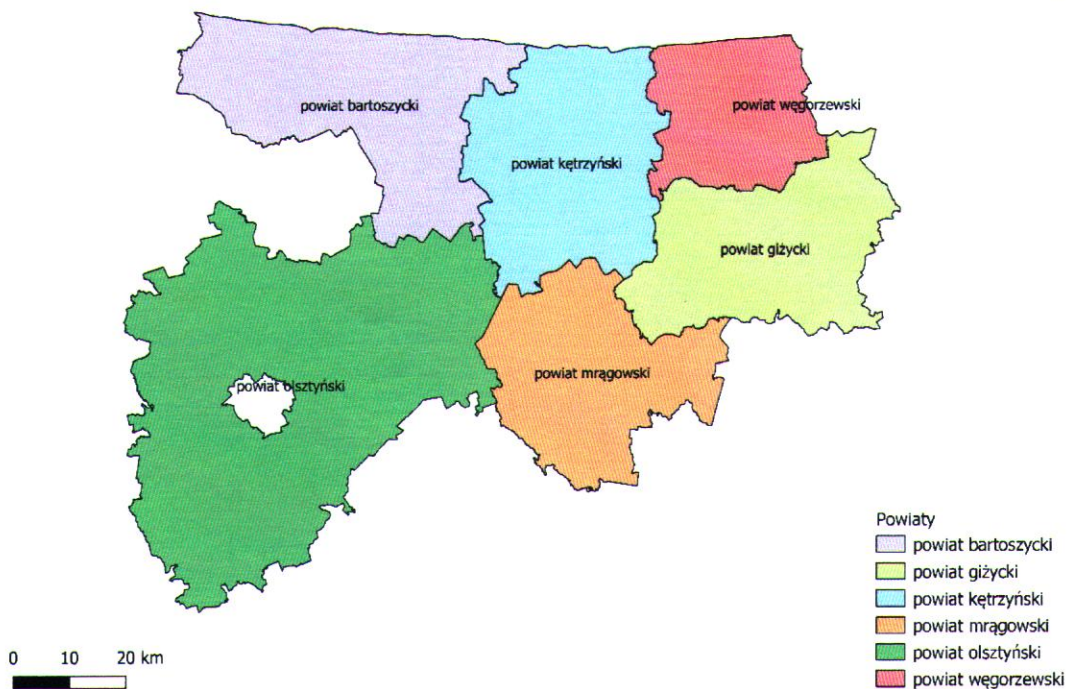 powiat bartoszycki
powiat węgorzewski
powiat kętrzyński
powiat giżycki
powiat mrągowski
powiat olsztyński
Powiaty
powiat bartoszycki
powiat giżycki
powiat kętrzyński
powiat mrągowski
powiat olsztyński
powiat węgorzewski
0 10 20 km